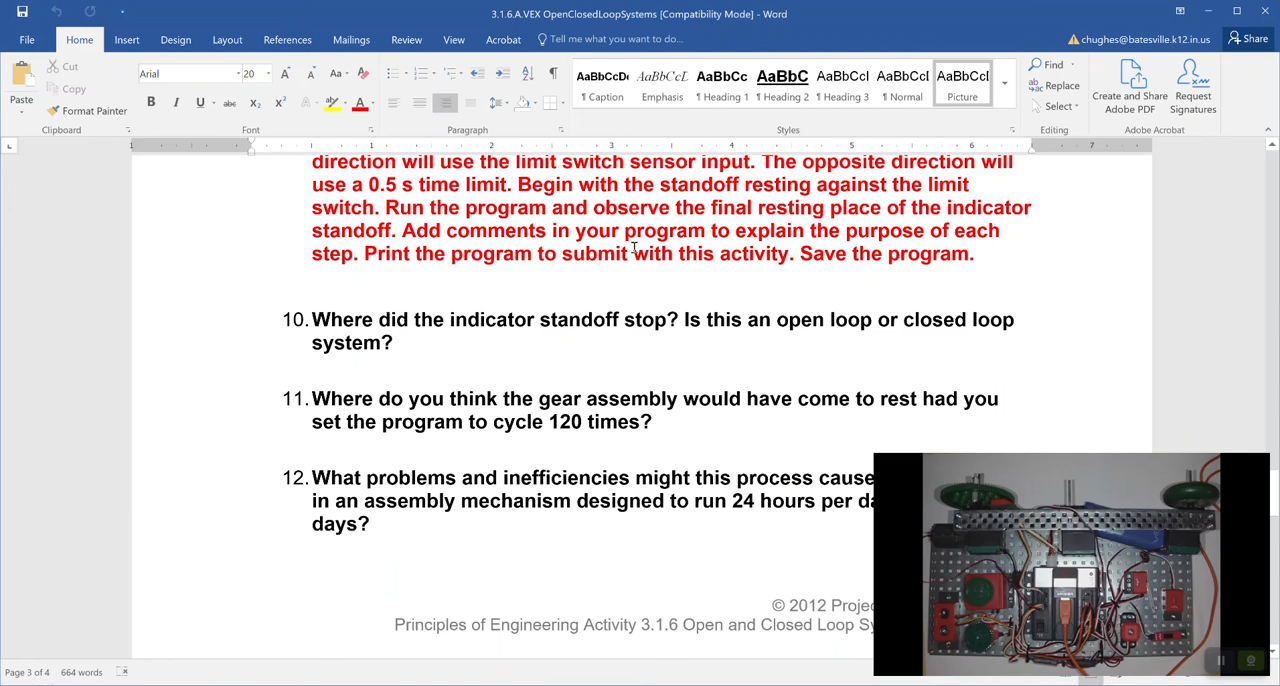 3.1.6.A.VEX OpenClosedLoopSystems [Compatibility Mode] - Word
File Home Insert Design Layout References Mailings Review View Acrobat Tell me what you want to do... chughes@batesville.k12.in.us Share
Paste Cut Copy Format Painter
Arial 20
AaBbCcDc AaBbCcL AaBbCc AaBbC AaBbCcI AaBbCcI AaBbCcI
¶ Caption Emphasis ¶ Heading 1 ¶ Heading 2 ¶ Heading 3 ¶ Normal Picture
Find Replace Select
Create and Share Adobe PDF Request Signatures
Clipboard Font Paragraph Styles Editing Adobe Acrobat
1 1 2 3 4 5 6 7
direction will use the limit switch sensor input. The opposite direction will
use a 0.5 s time limit. Begin with the standoff resting against the limit
switch. Run the program and observe the final resting place of the indicator
standoff. Add comments in your program to explain the purpose of each
step. Print the program to submit with this activity. Save the program.
10. Where did the indicator standoff stop? Is this an open loop or closed loop
system?
11. Where do you think the gear assembly would have come to rest had you
set the program to cycle 120 times?
12. What problems and inefficiencies might this process cause
in an assembly mechanism designed to run 24 hours per da
days?
© 2012 Projec
Principles of Engineering Activity 3.1.6 Open and Closed Loop Sy
Page 3 of 4 664 words